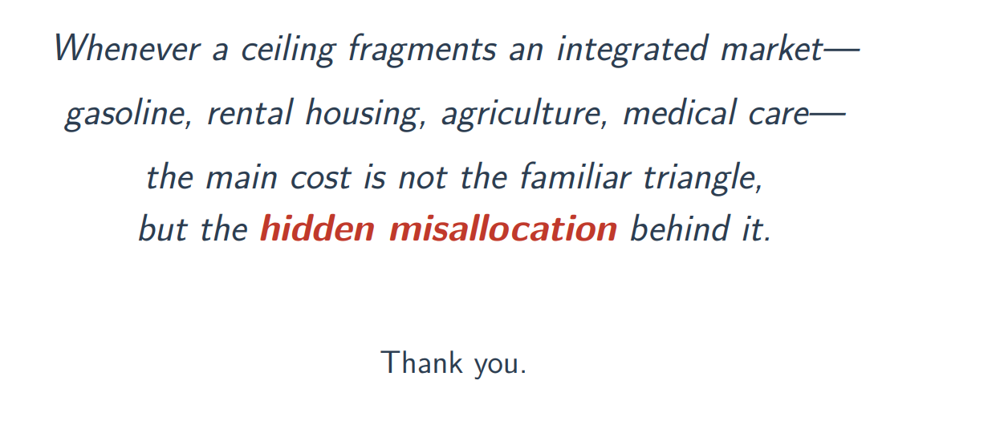 Whenever a ceiling fragments an integrated market—
gasoline, rental housing, agriculture, medical care—
the main cost is not the familiar triangle,
but the hidden misallocation behind it.
Thank you.